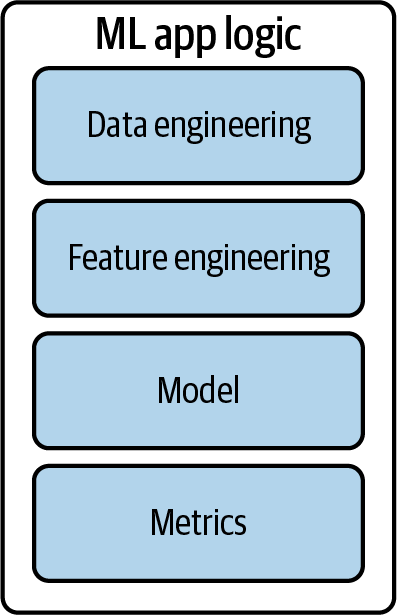 ML app logic
Data engineering
Feature engineering
Model
Metrics